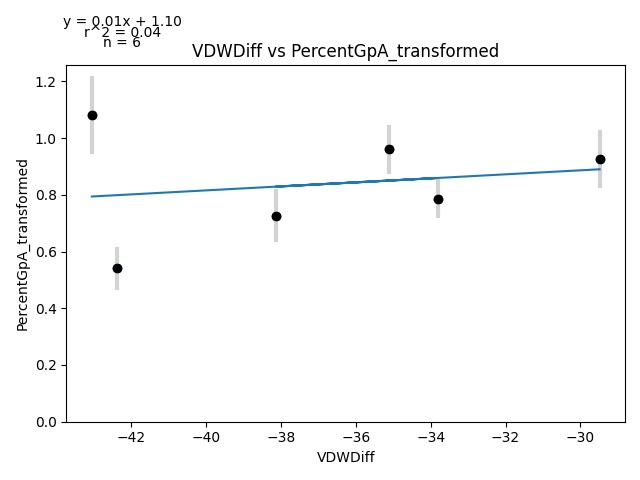 y = 0.01x + 1.10
r^2 = 0.04
n = 6
VDWDiff vs PercentGpA_transformed
PercentGpA_transformed
1.2
1.0
0.8
0.6
0.4
0.2
0.0
−42 −40 −38 −36 −34 −32 −30
VDWDiff